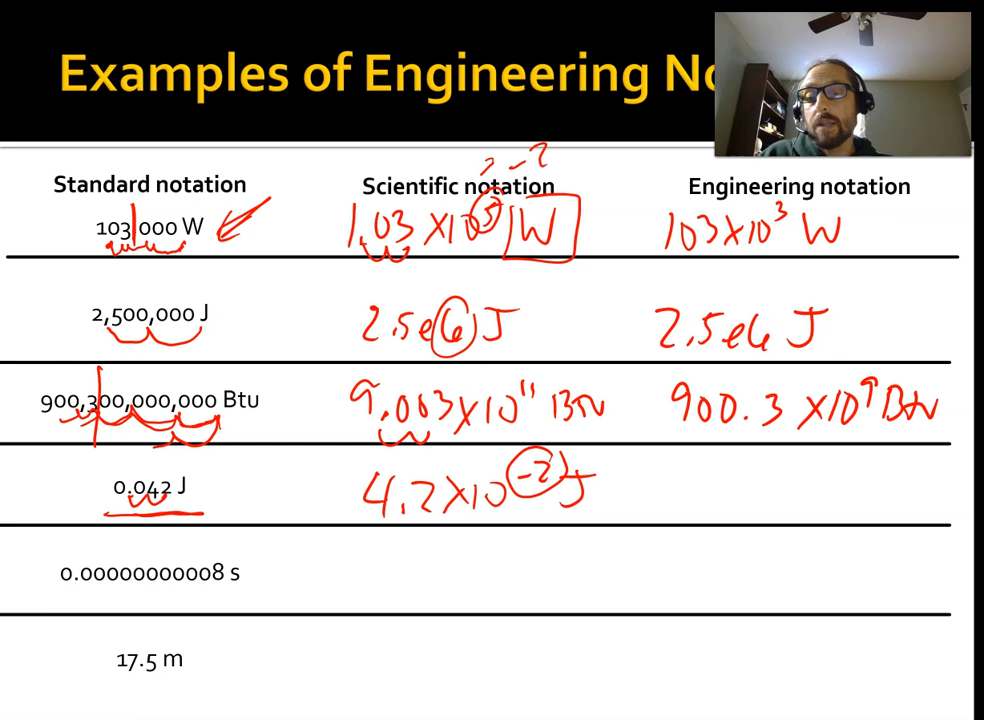 Examples of Engineering No
Standard notation Scientific notation Engineering notation
103,000 W 1.03 X10⁵ W 103X10³ W
2,500,000 J 2.5e6 J 2.5e6 J
900,300,000,000 Btu 9.003X10¹¹ Btu 900.3 X10⁹ Btu
0.042 J 4.2X10⁻² J
0.00000000008 s
17.5 m